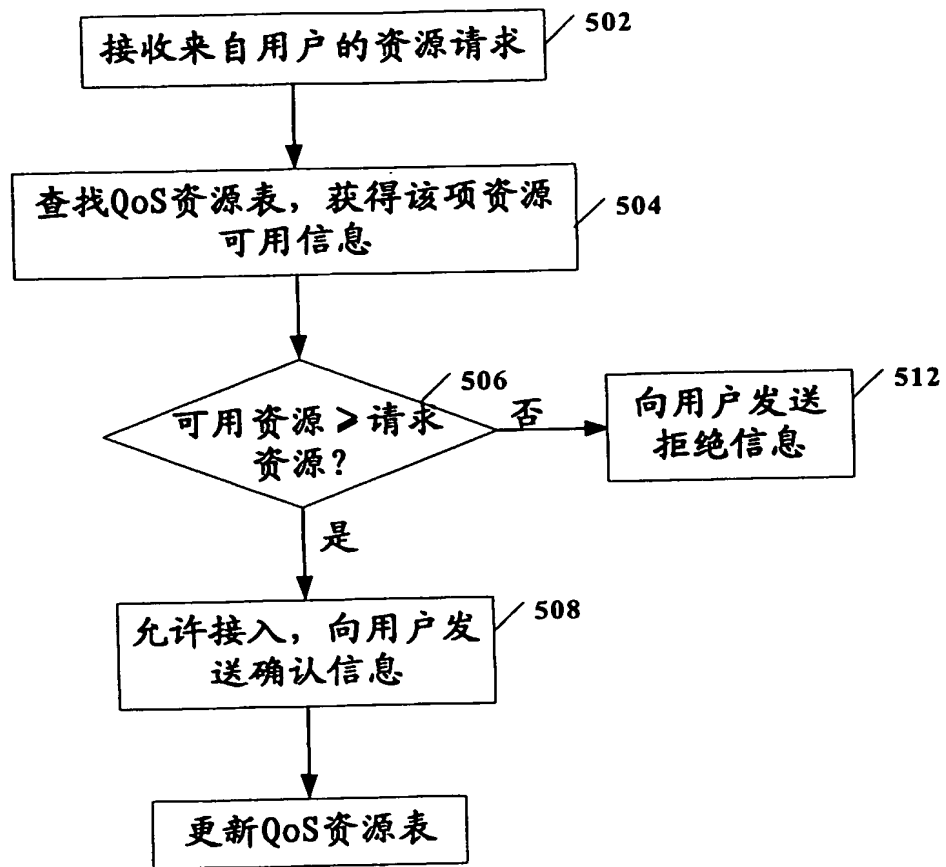 接收来自用户的资源请求
502
查找QoS资源表，获得该项资源
可用信息
504
506
可用资源≥请求
资源？
否
512
向用户发送
拒绝信息
是
508
允许接入，向用户发
送确认信息
更新QoS资源表